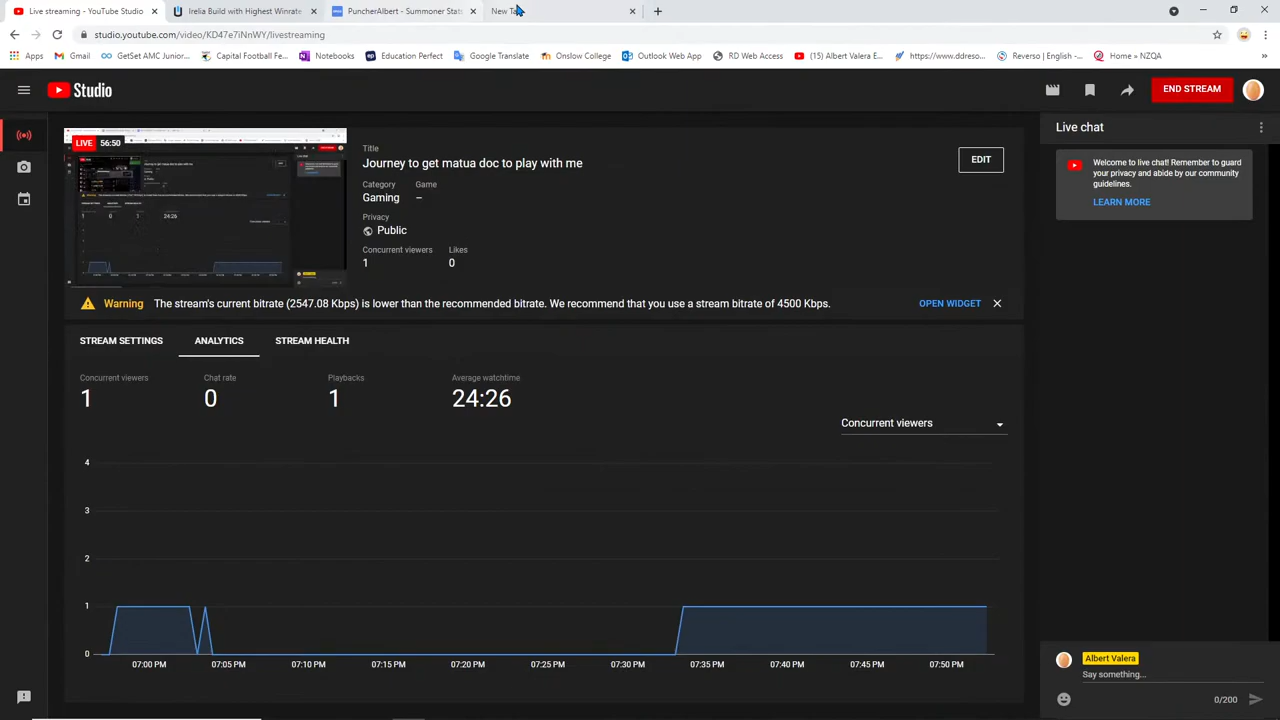 Live streaming - YouTube Studio
Irelia Build with Highest Winrate
PuncherAlbert - Summoner Stats
New Ta
studio.youtube.com/video/KD47e7iNnWY/livestreaming
Apps
Gmail
GetSet AMC Junior...
Capital Football Fe...
Notebooks
Education Perfect
Google Translate
Onslow College
Outlook Web App
RD Web Access
(15) Albert Valera E...
https://www.ddreso...
Reverso | English -...
Home » NZQA
Studio
END STREAM
LIVE 56:50
Title
Journey to get matua doc to play with me
EDIT
Category Game
Gaming –
Privacy
Public
Concurrent viewers Likes
1 0
Warning The stream's current bitrate (2547.08 Kbps) is lower than the recommended bitrate. We recommend that you use a stream bitrate of 4500 Kbps. OPEN WIDGET
STREAM SETTINGS ANALYTICS STREAM HEALTH
Concurrent viewers Chat rate Playbacks Average watchtime
1 0 1 24:26
Concurrent viewers
4
3
2
1
0
07:00 PM 07:05 PM 07:10 PM 07:15 PM 07:20 PM 07:25 PM 07:30 PM 07:35 PM 07:40 PM 07:45 PM 07:50 PM
Live chat
Welcome to live chat! Remember to guard
your privacy and abide by our community
guidelines.
LEARN MORE
Albert Valera
Say something...
0/200